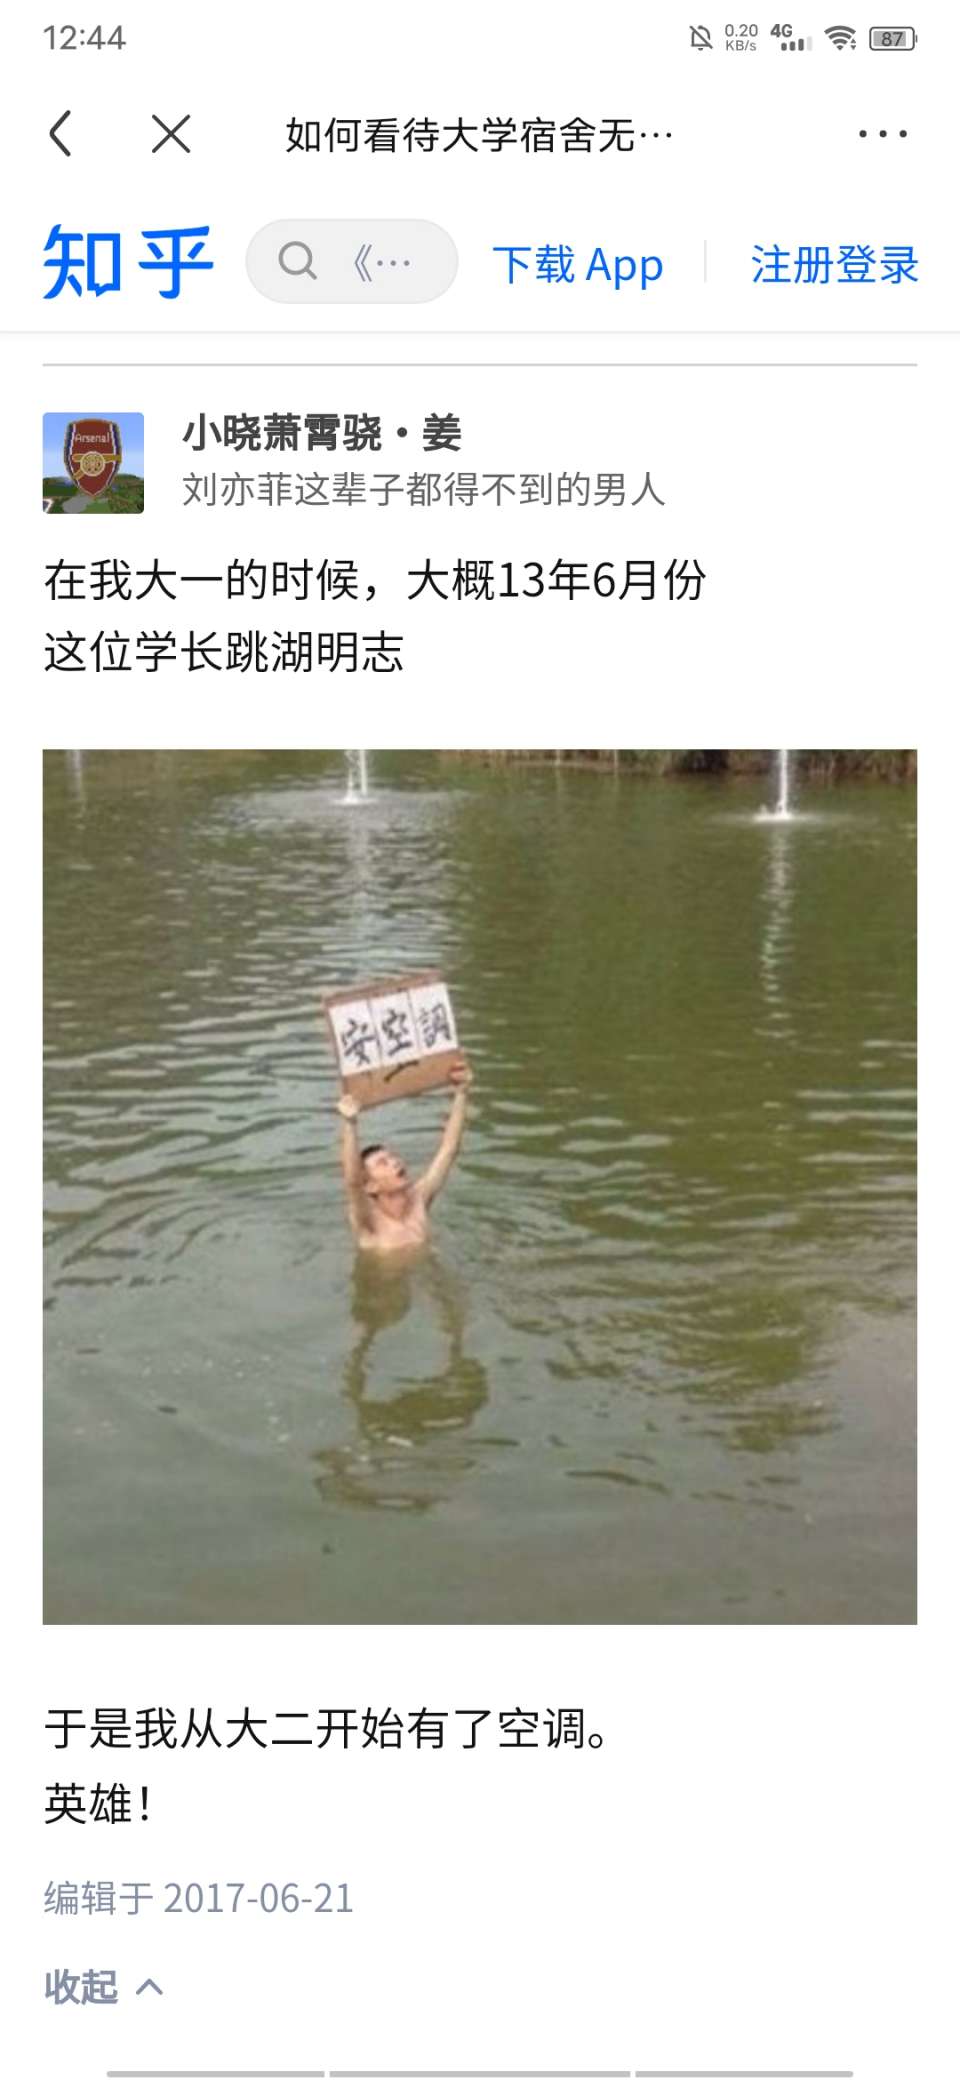 12:44
0.20
KB/s
4G
87
如何看待大学宿舍无…
知乎
《…
下载 App
注册登录
Arsenal
小晓萧霄骁·姜
刘亦菲这辈子都得不到的男人
在我大一的时候，大概13年6月份
这位学长跳湖明志
安空調
于是我从大二开始有了空调。
英雄！
编辑于 2017-06-21
收起